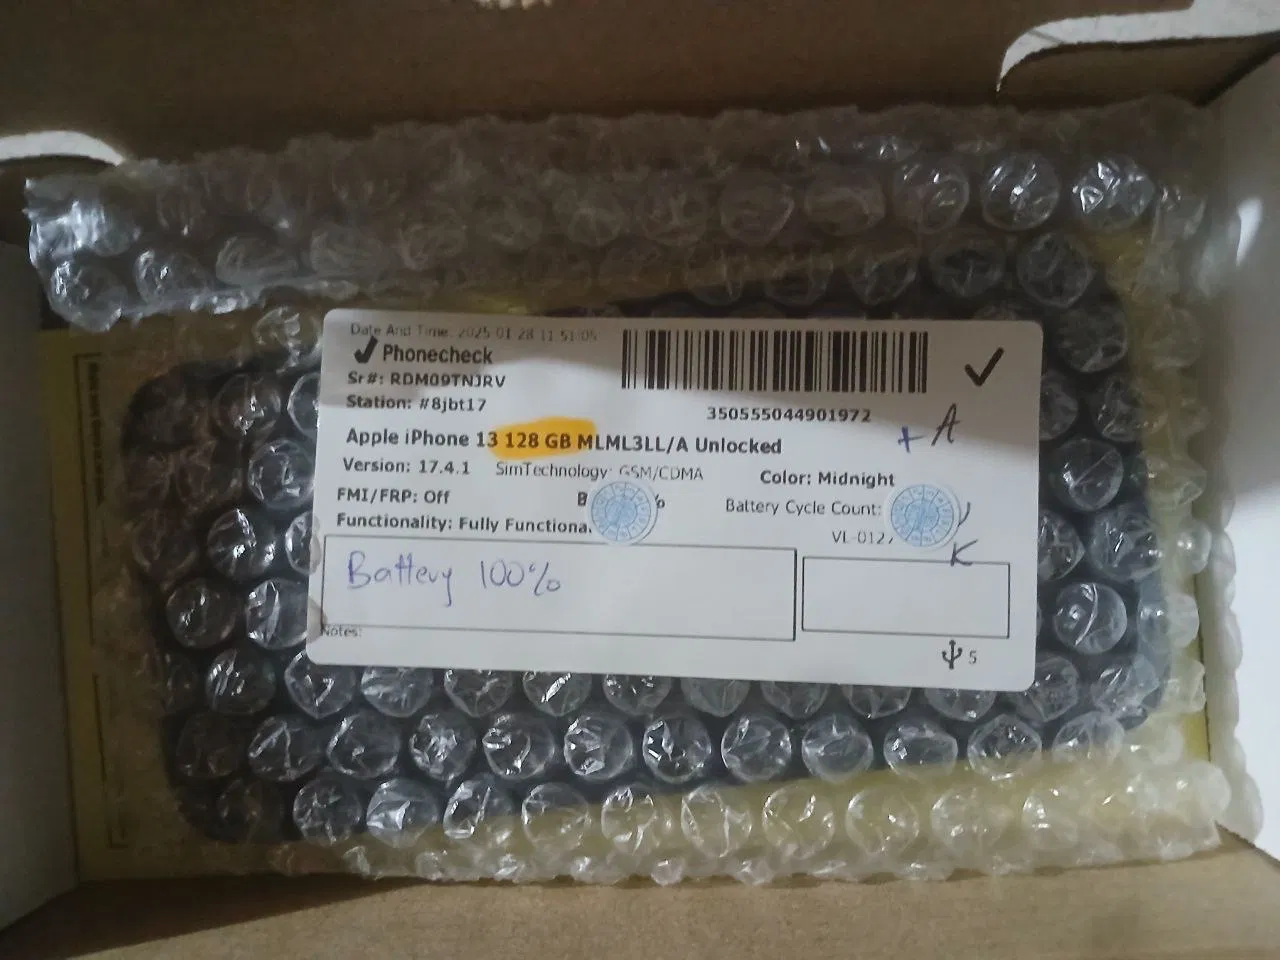 Date And Time: 2025 01 28 11 51:05
Phonecheck
Sr#: RDM09TNJRV
Station: #8jbt17
350555044901972
+ A
Apple iPhone 13 128 GB MLML3LL/A Unlocked
Version: 17.4.1 SimTechnology: GSM/CDMA Color: Midnight
FMI/FRP: Off Battery Cycle Count:
Functionality: Fully
VL-012
K
Battery 100%
Notes:
5